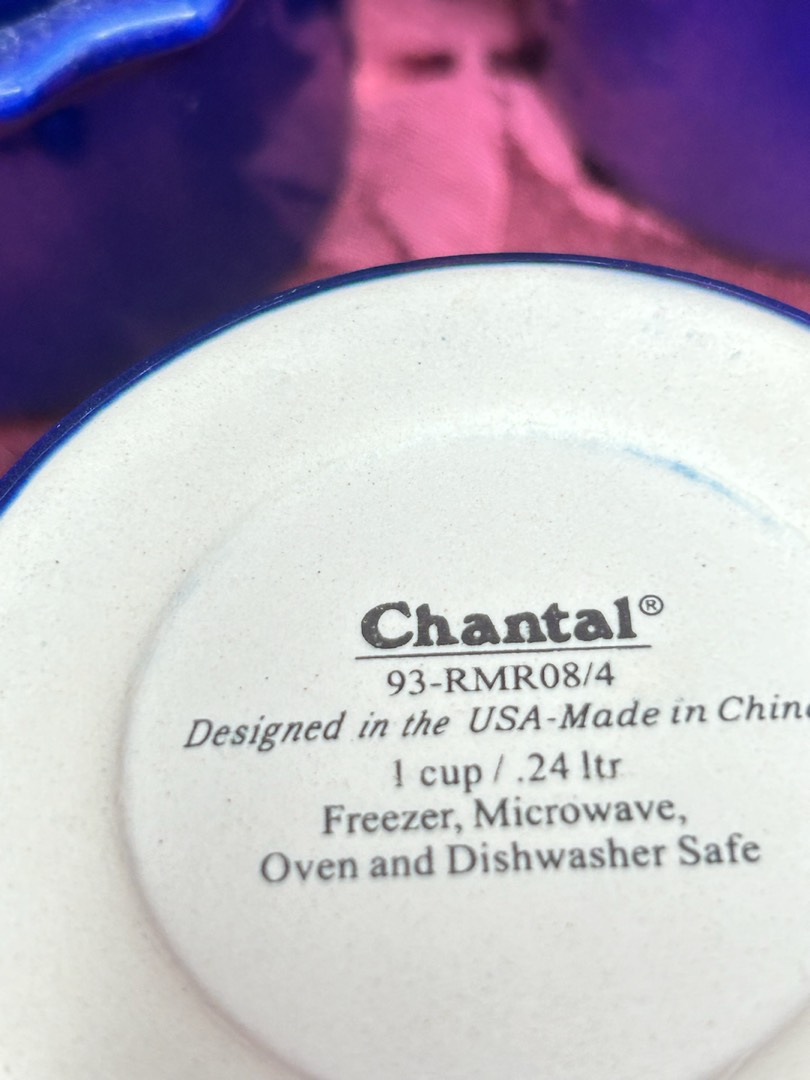 Chantal®
93-RMR08/4
Designed in the USA-Made in
1 cup / .24 ltr
Freezer, Microwave,
Oven and Dishwasher Safe